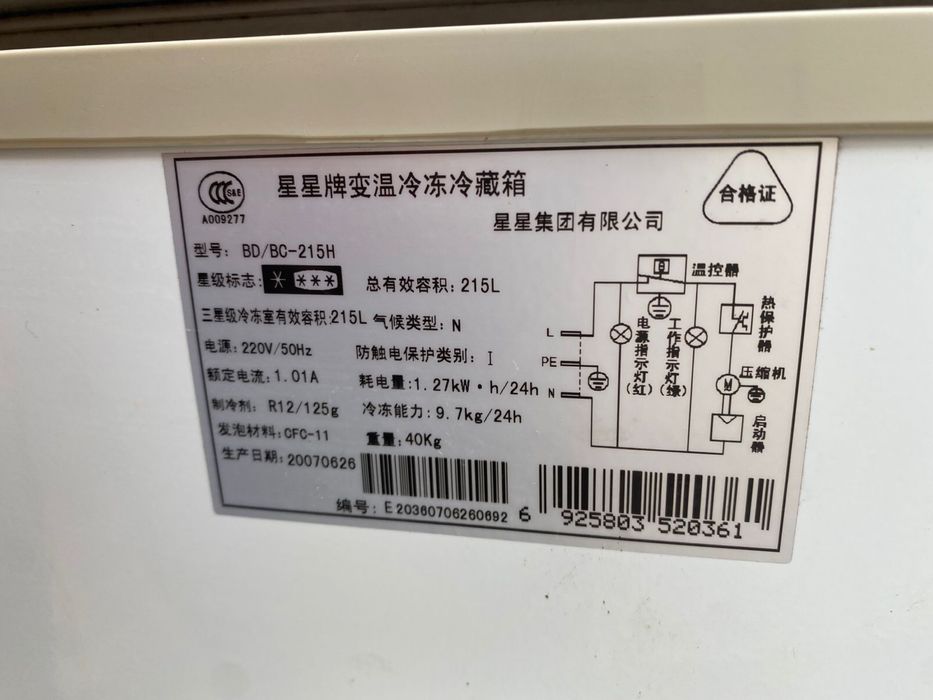 CCC S&E
A009277
星星牌变温冷冻冷藏箱
合格证
星星集团有限公司
型号: BD/BC-215H
星级标志: * ***
总有效容积: 215L
三星级冷冻室有效容积:215L 气候类型: N
电源: 220V/50Hz 防触电保护类别: I
额定电流: 1.01A 耗电量: 1.27kW·h/24h
制冷剂: R12/125g 冷冻能力: 9.7kg/24h
发泡材料: CFC-11 重量: 40Kg
生产日期: 20070626
编号: E 20360706260692
6 925803 520361
温控器
L
PE
N
电源指示灯(红)
工作指示灯(绿)
热保护器
压缩机
M
启动器